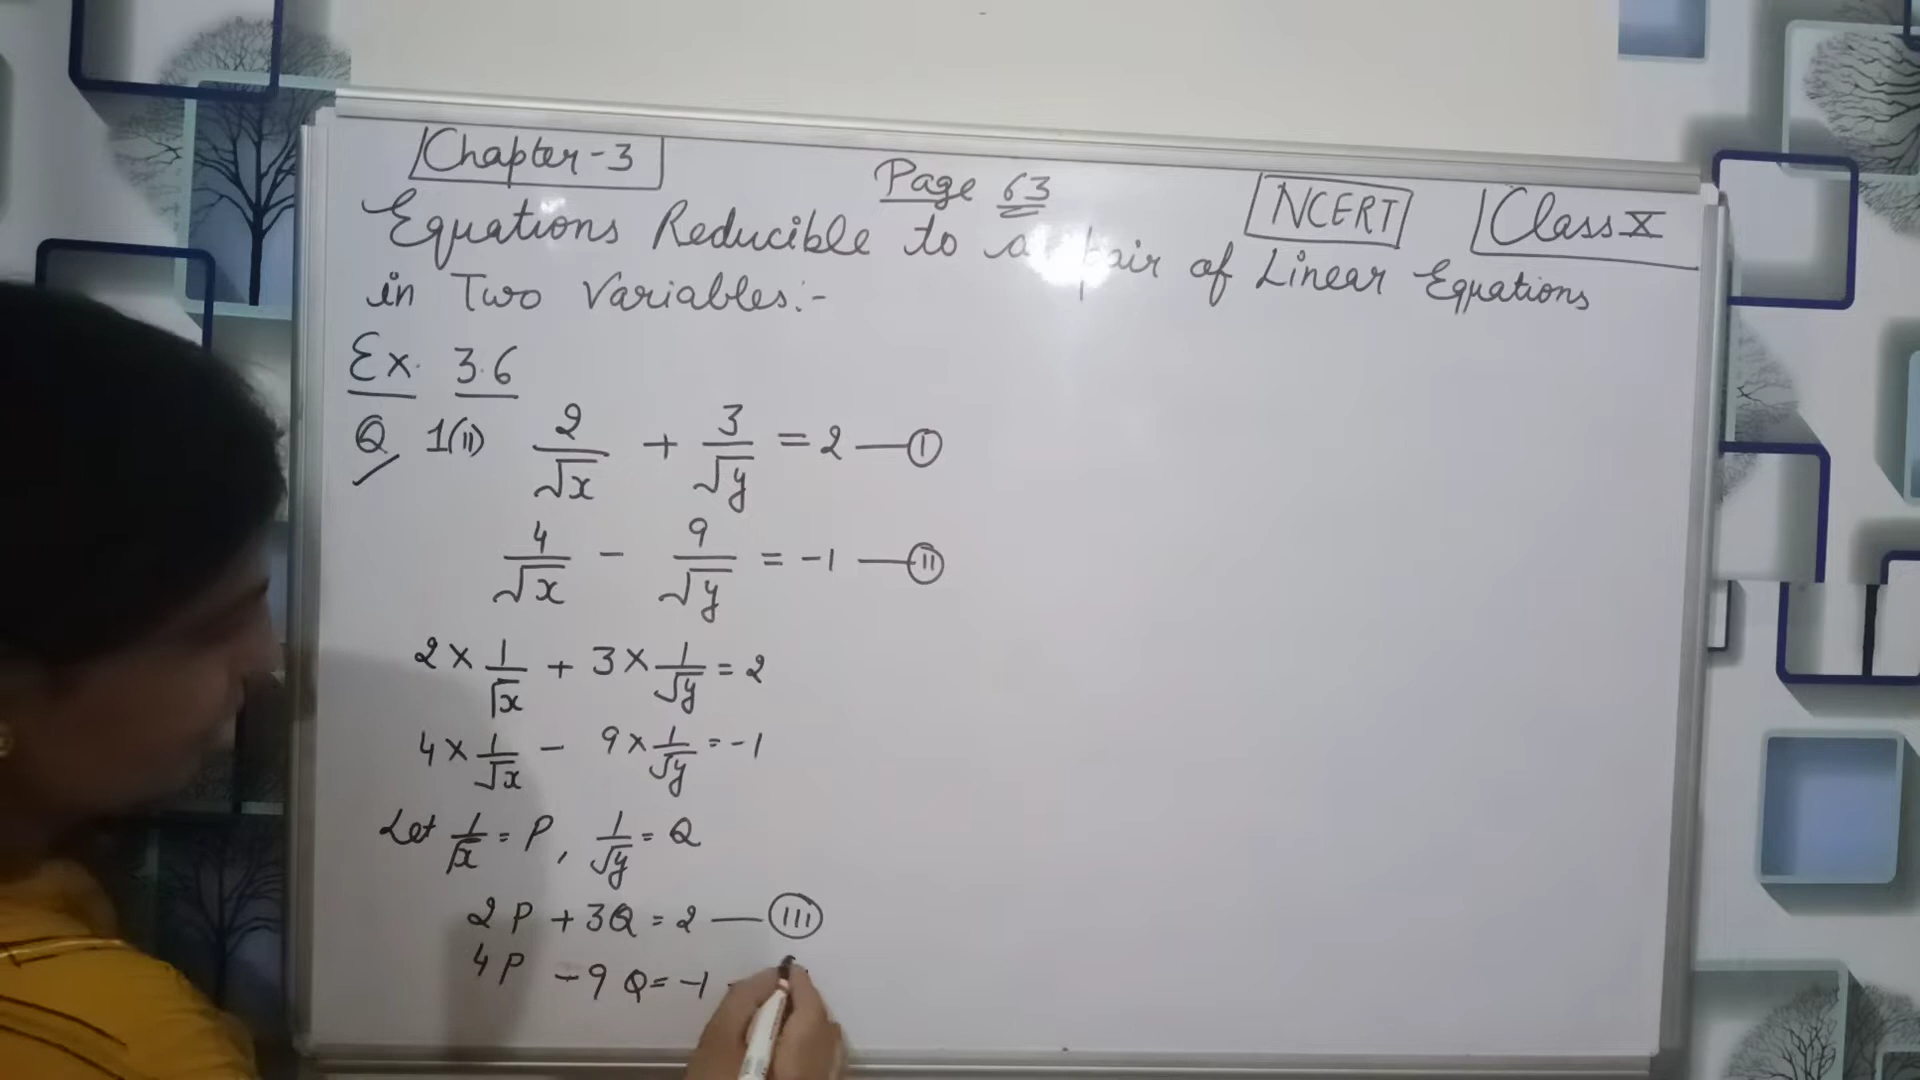 Chapter-3 Page 63 NCERT Class X
Equations Reducible to a pair of Linear Equations
in Two Variables:-
Ex. 3.6
Q 1(ii) 2/√x + 3/√y = 2 — (I)
4/√x - 9/√y = -1 — (II)
2 × 1/√x + 3 × 1/√y = 2
4 × 1/√x - 9 × 1/√y = -1
Let 1/√x = P, 1/√y = Q
2P + 3Q = 2 — (III)
4P - 9Q = -1 -